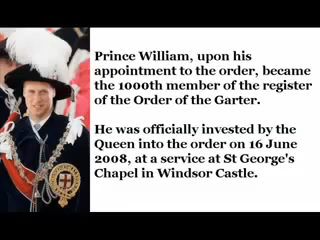 Prince William, upon his
appointment to the order, became
the 1000th member of the register
of the Order of the Garter.
He was officially invested by the
Queen into the order on 16 June
2008, at a service at St George's
Chapel in Windsor Castle.